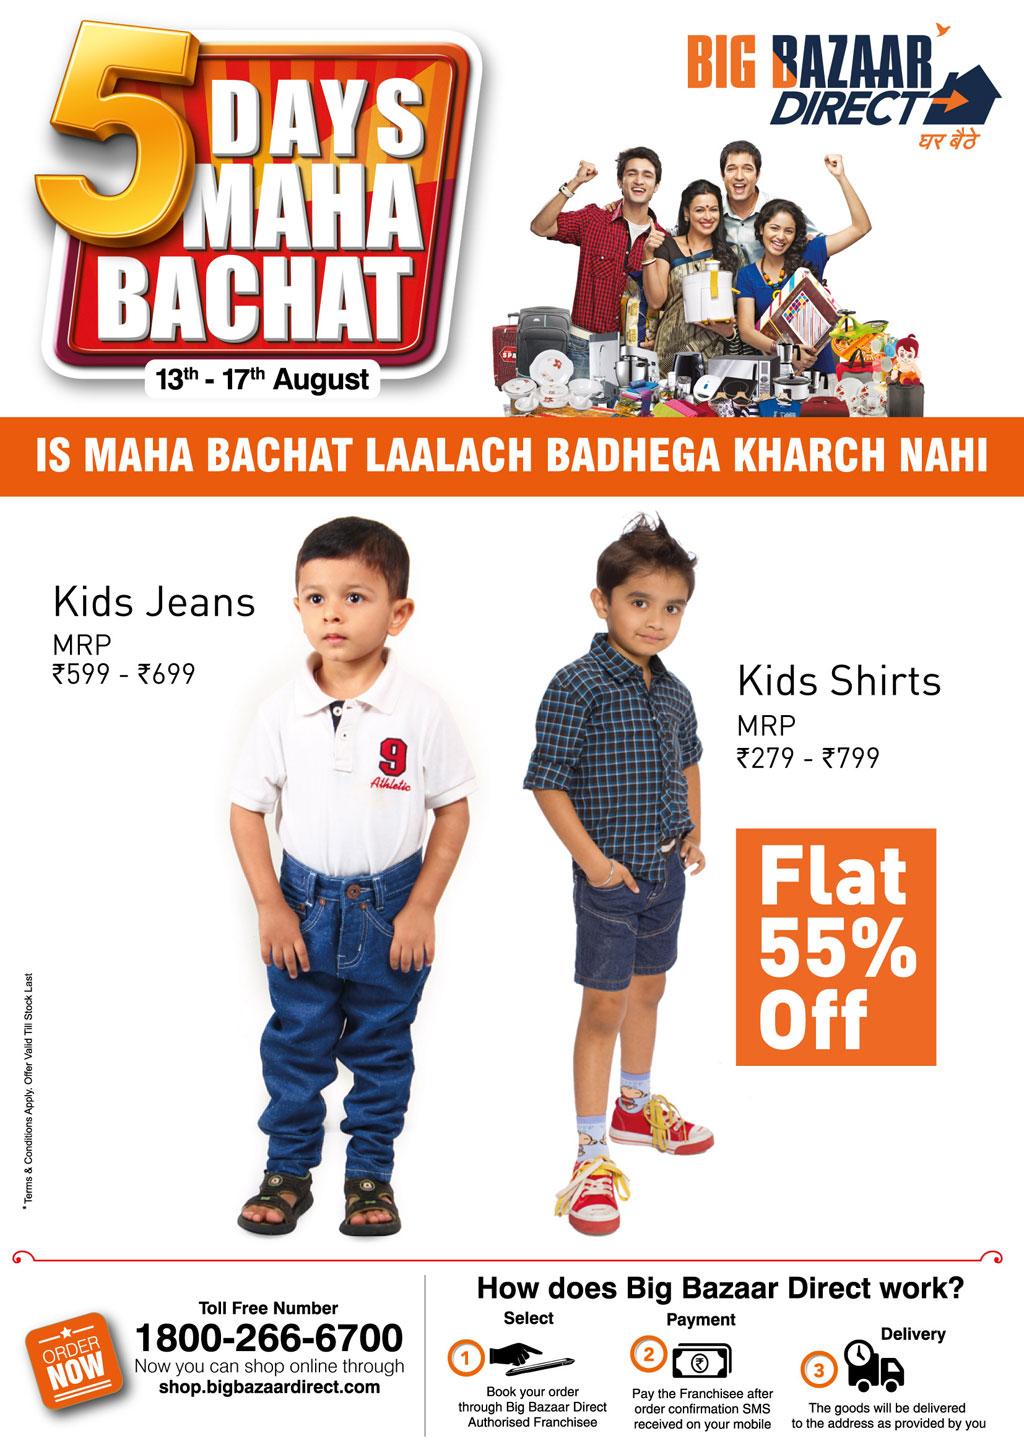 5 DAYS
MAHA
BACHAT
13th - 17th August
BIG BAZAAR
DIRECT
घर बैठे
IS MAHA BACHAT LAALACH BADHEGA KHARCH NAHI
Kids Jeans
MRP
₹599 - ₹699
9
Athletic
Kids Shirts
MRP
₹279 - ₹799
Flat
55%
Off
*Terms & Conditions Apply. Offer Valid Till Stock Last
ORDER
NOW
Toll Free Number
1800-266-6700
Now you can shop online through
shop.bigbazaardirect.com
How does Big Bazaar Direct work?
Select
1
Book your order
through Big Bazaar Direct
Authorised Franchisee
Payment
2
₹
Pay the Franchisee after
order confirmation SMS
received on your mobile
Delivery
3
The goods will be delivered
to the address as provided by you